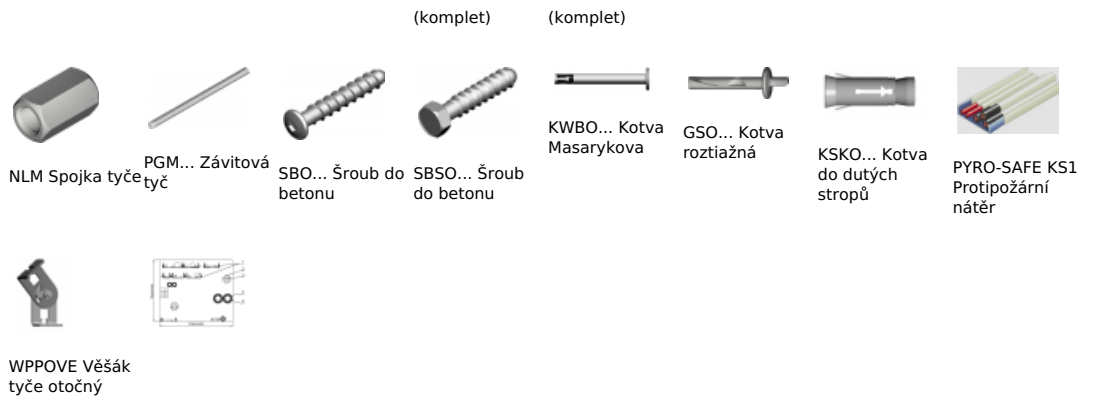 (komplet)
(komplet)
NLM Spojka tyče
PGM... Závitová
tyč
SBO... Šroub do
betonu
SBSO... Šroub
do betonu
KWBO... Kotva
Masarykova
GSO... Kotva
roztiažná
KSKO... Kotva
do dutých
stropů
PYRO-SAFE KS1
Protipožární
nátěr
WPPOVE Věšák
tyče otočný